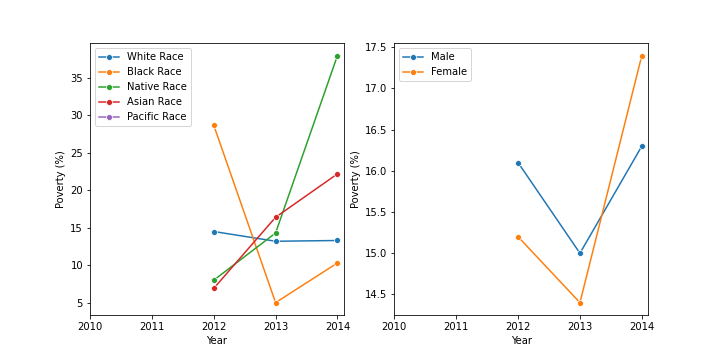 White Race
Black Race
Native Race
Asian Race
Pacific Race
35
30
25
20
15
10
5
Poverty (%)
2010 2011 2012 2013 2014
Year
Male
Female
17.5
17.0
16.5
16.0
15.5
15.0
14.5
Poverty (%)
2010 2011 2012 2013 2014
Year